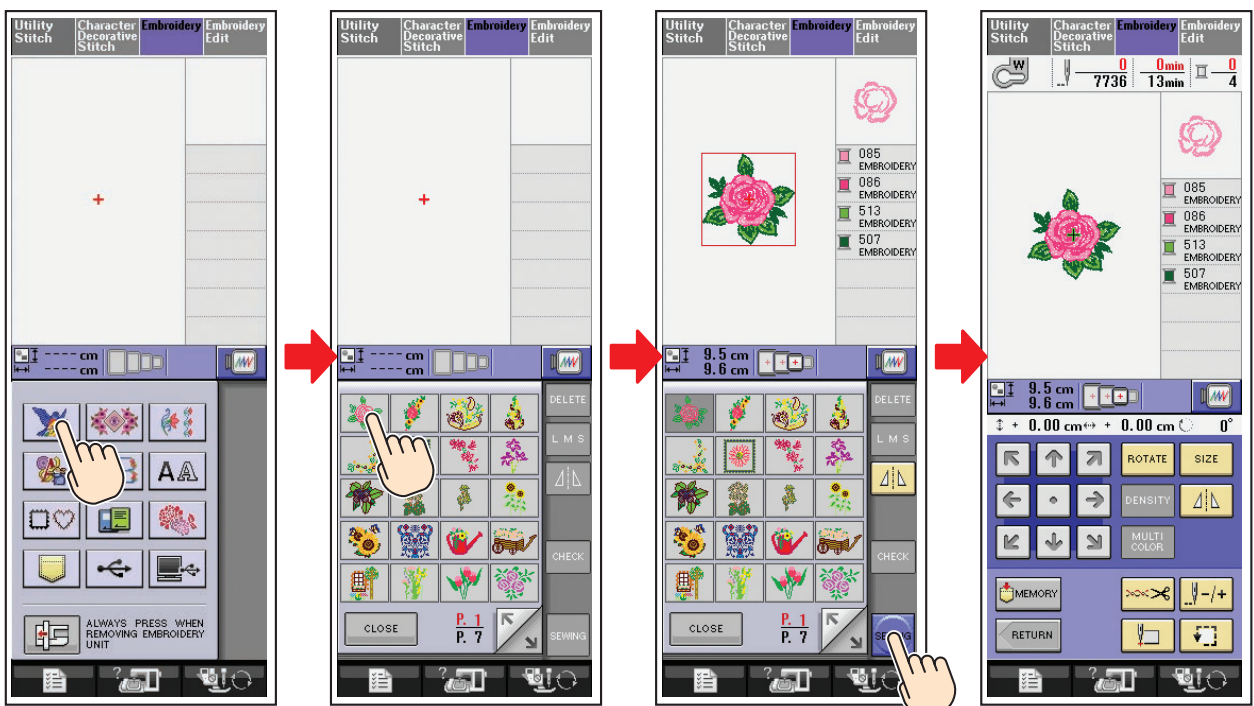 Utility
Stitch
Character
Decorative
Stitch
Embroidery
Embroidery
Edit
---- cm
---- cm
AA
ALWAYS PRESS WHEN
REMOVING EMBROIDERY
UNIT
?
Utility
Stitch
Character
Decorative
Stitch
Embroidery
Embroidery
Edit
---- cm
---- cm
DELETE
L M S
CHECK
CLOSE
P. 1
P. 7
SEWING
?
Utility
Stitch
Character
Decorative
Stitch
Embroidery
Embroidery
Edit
085
EMBROIDERY
086
EMBROIDERY
513
EMBROIDERY
507
EMBROIDERY
9.5 cm
9.6 cm
DELETE
L M S
CHECK
CLOSE
P. 1
P. 7
?
Utility
Stitch
Character
Decorative
Stitch
Embroidery
Embroidery
Edit
W
0
7736
0min
13min
0
4
085
EMBROIDERY
086
EMBROIDERY
513
EMBROIDERY
507
EMBROIDERY
9.5 cm
9.6 cm
+ 0.00 cm + 0.00 cm 0°
ROTATE
SIZE
DENSITY
MULTI
COLOR
MEMORY
-/+
RETURN
?